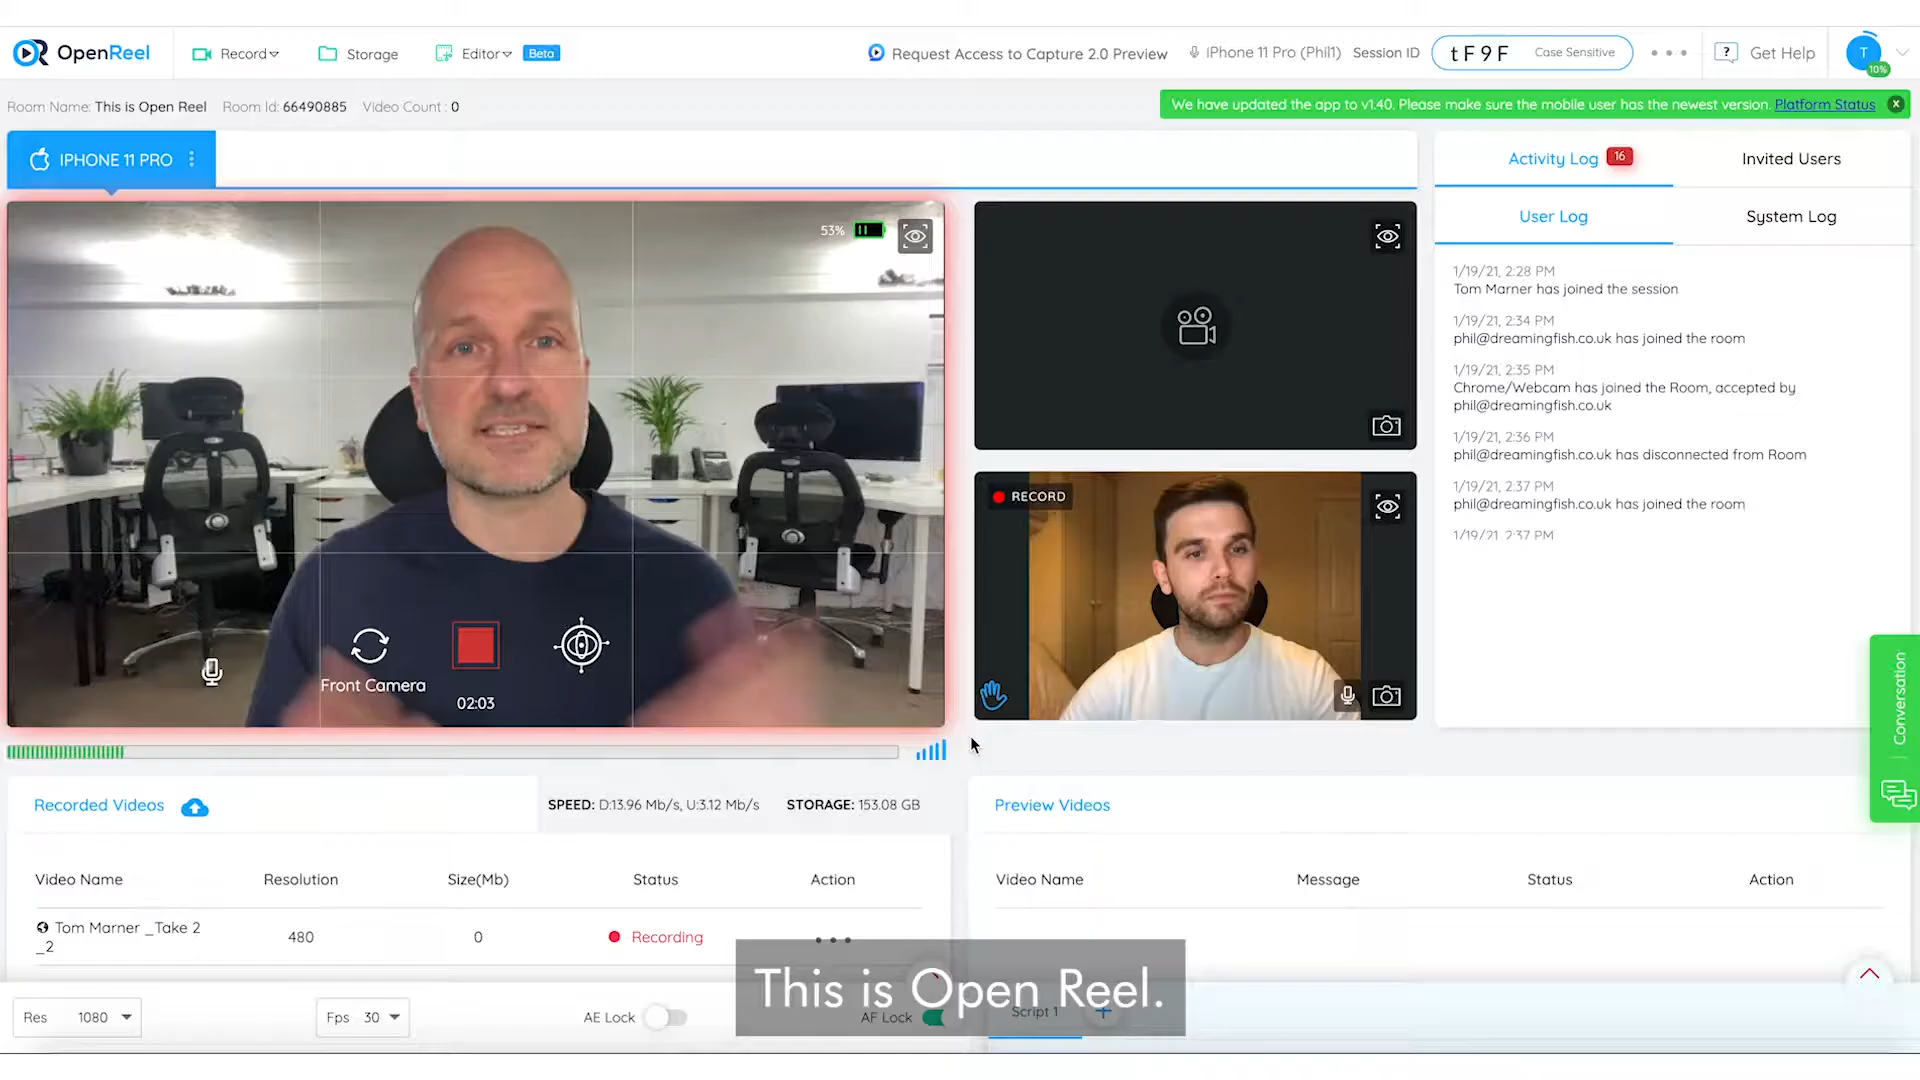 OpenReel
Record
Storage
Editor
Beta
Request Access to Capture 2.0 Preview
iPhone 11 Pro (Phil1)
Session ID
tF9F
Case Sensitive
Get Help
T
10%
Room Name: This is Open Reel
Room Id: 66490885
Video Count : 0
We have updated the app to v1.40. Please make sure the mobile user has the newest version. Platform Status
IPHONE 11 PRO
Activity Log
16
Invited Users
User Log
System Log
53%
1/19/21, 2:28 PM
Tom Marner has joined the session
1/19/21, 2:34 PM
phil@dreamingfish.co.uk has joined the room
1/19/21, 2:35 PM
Chrome/Webcam has joined the Room, accepted by
phil@dreamingfish.co.uk
1/19/21, 2:36 PM
phil@dreamingfish.co.uk has disconnected from Room
1/19/21, 2:37 PM
phil@dreamingfish.co.uk has joined the room
1/19/21 2:37 PM
RECORD
Front Camera
02:03
Conversation
Recorded Videos
SPEED: D:13.96 Mb/s, U:3.12 Mb/s
STORAGE: 153.08 GB
Preview Videos
Video Name
Resolution
Size(Mb)
Status
Action
Video Name
Message
Status
Action
Tom Marner _Take 2
_2
480
0
Recording
This is Open Reel.
Res
1080
Fps
30
AE Lock
AF Lock
Script 1